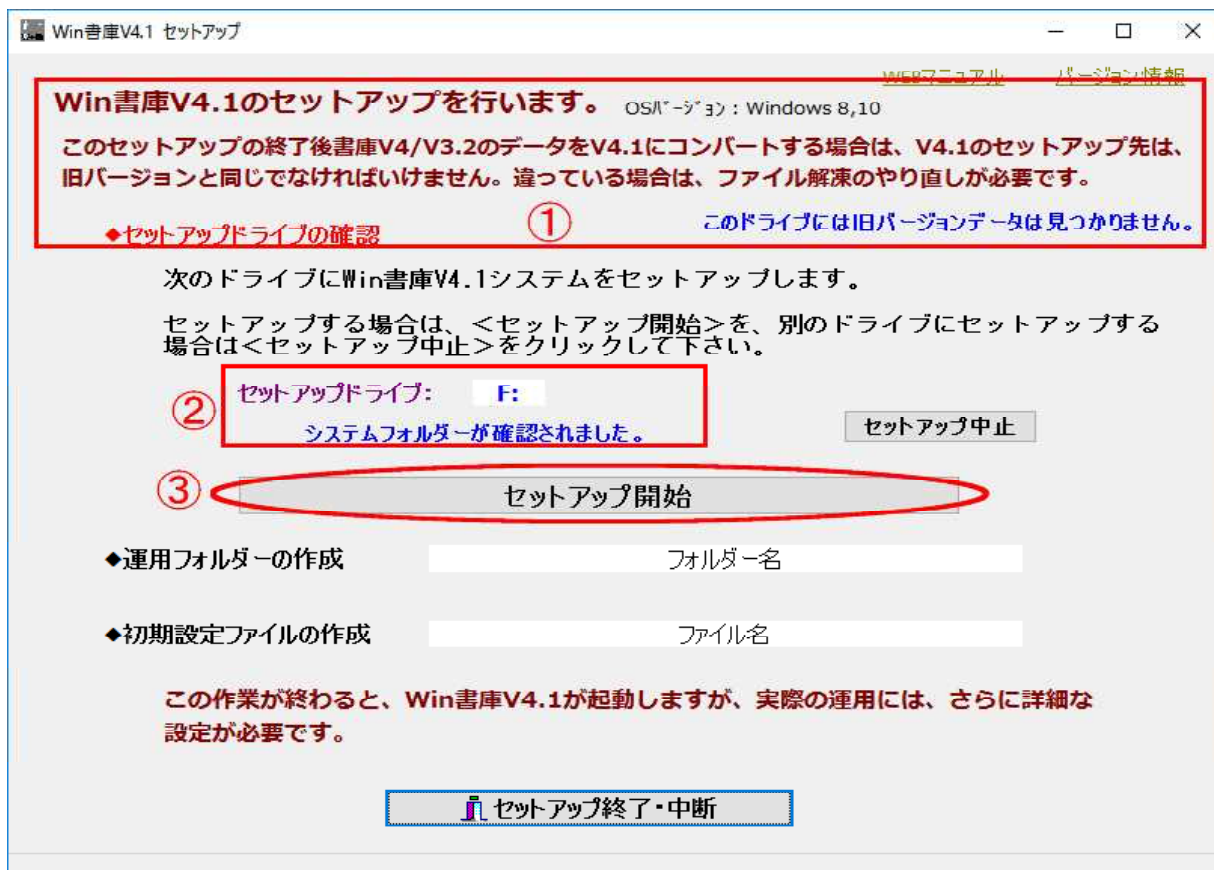 Win書庫V4.1 セットアップ
WEBマニュアル バージョン情報
Win書庫V4.1のセットアップを行います。 OSバージョン：Windows 8,10
このセットアップの終了後書庫V4/V3.2のデータをV4.1にコンバートする場合は、V4.1のセットアップ先は、
旧バージョンと同じでなければいけません。違っている場合は、ファイル解凍のやり直しが必要です。
① このドライブには旧バージョンデータは見つかりません。
◆セットアップドライブの確認
次のドライブにWin書庫V4.1システムをセットアップします。
セットアップする場合は、＜セットアップ開始＞を、別のドライブにセットアップする
場合は＜セットアップ中止＞をクリックして下さい。
② セットアップドライブ： F:
システムフォルダーが確認されました。
セットアップ中止
③ セットアップ開始
◆運用フォルダーの作成 フォルダー名
◆初期設定ファイルの作成 ファイル名
この作業が終わると、Win書庫V4.1が起動しますが、実際の運用には、さらに詳細な
設定が必要です。
セットアップ終了・中断